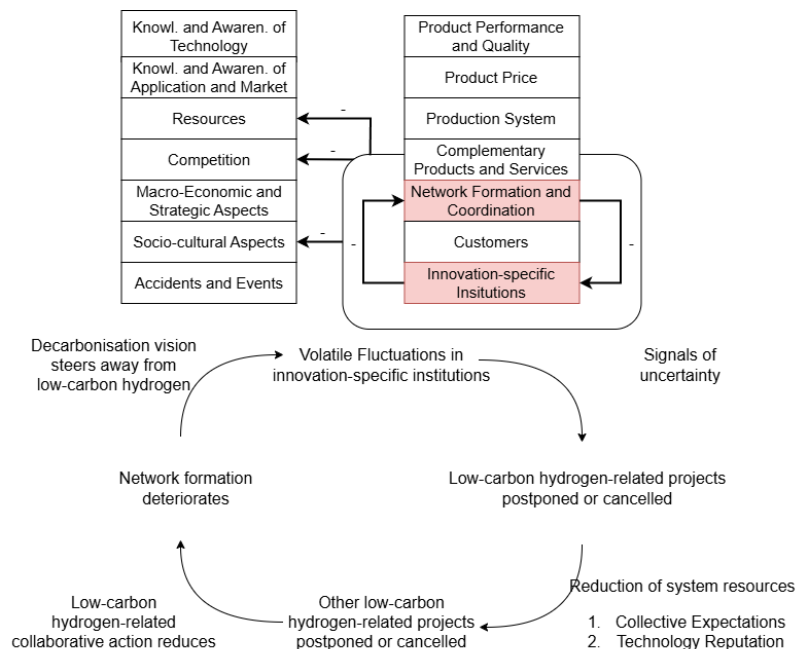 Knowl. and Awaren. of
Technology
Knowl. and Awaren. of
Application and Market
Resources
Competition
Macro-Economic and
Strategic Aspects
Socio-cultural Aspects
Accidents and Events
-
-
-
Product Performance
and Quality
Product Price
Production System
Complementary
Products and Services
Network Formation and
Coordination
Customers
Innovation-specific
Insitutions
-
-
Decarbonisation vision
steers away from
low-carbon hydrogen
Volatile Fluctuations in
innovation-specific institutions
Signals of
uncertainty
Network formation
deteriorates
Low-carbon hydrogen-related projects
postponed or cancelled
Low-carbon
hydrogen-related
collaborative action reduces
Other low-carbon
hydrogen-related projects
postponed or cancelled
Reduction of system resources
1. Collective Expectations
2. Technology Reputation